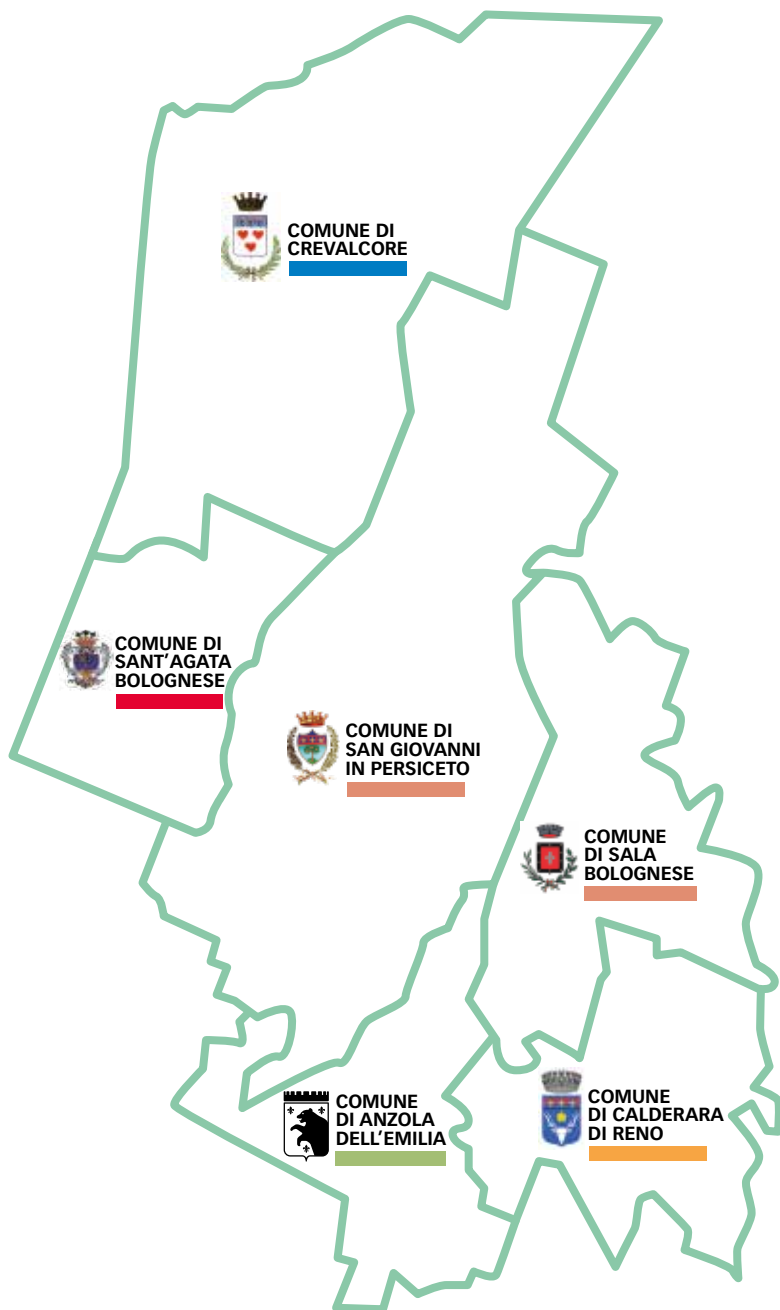 COMUNE DI
CREVALCORE
COMUNE DI
SANT'AGATA
BOLOGNESE
COMUNE DI
SAN GIOVANNI
IN PERSICETO
COMUNE
DI SALA
BOLOGNESE
COMUNE
DI ANZOLA
DELL'EMILIA
COMUNE
DI CALDERARA
DI RENO